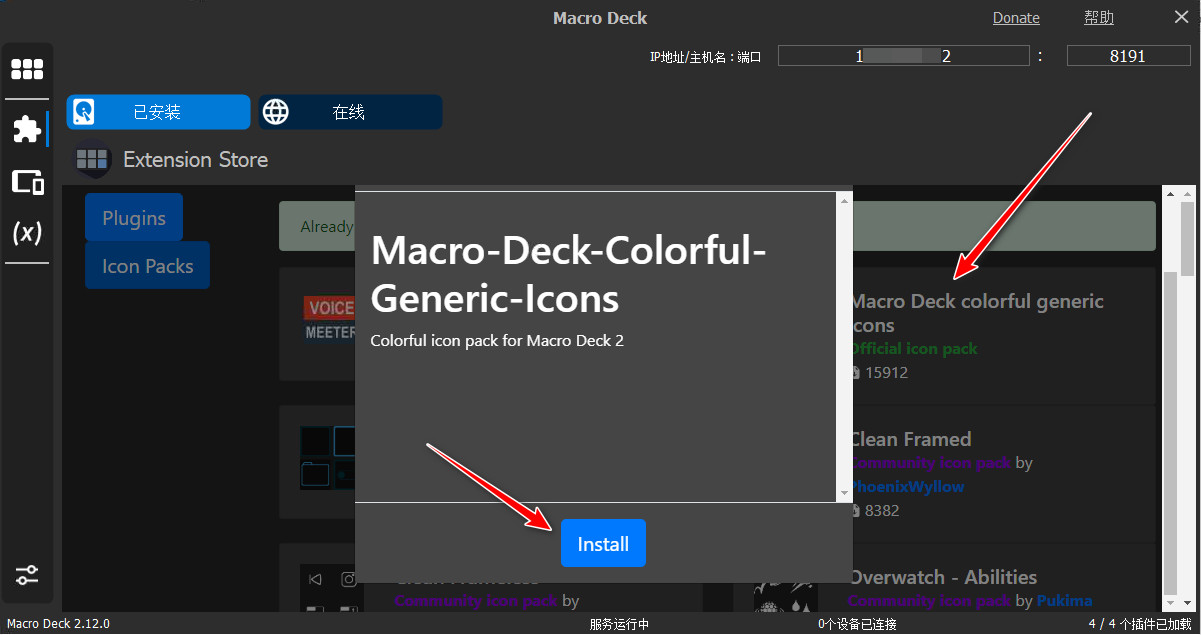 Macro Deck
Donate
帮助
IP地址/主机名 : 端口
1 2 : 8191
已安装
在线
Extension Store
(x)
Plugins
Icon Packs
Already
VOICE
MEETER
Macro-Deck-Colorful-
Generic-Icons
Colorful icon pack for Macro Deck 2
Install
Macro Deck colorful generic
icons
Official icon pack
15912
Clean Framed
Community icon pack by
PhoenixWyllow
8382
Clean Frameless
Community icon pack by
Overwatch - Abilities
Community icon pack by Pukima
Macro Deck 2.12.0
服务运行中
0个设备已连接
4 / 4 个插件已加载